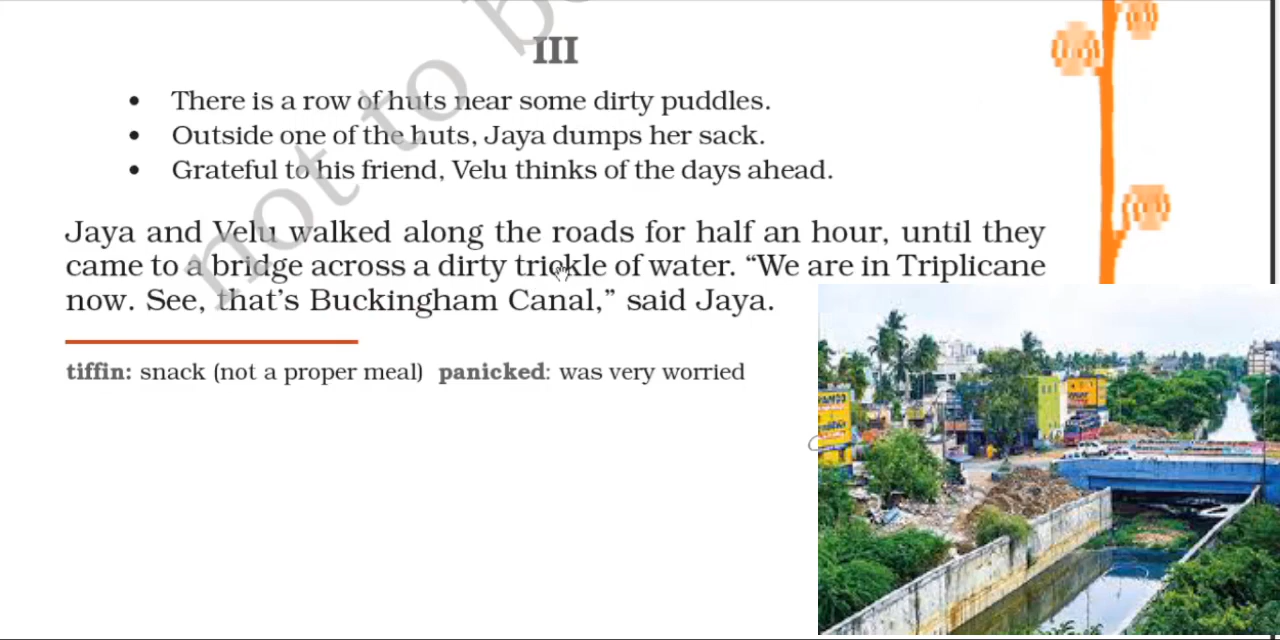 III
• There is a row of huts near some dirty puddles.
• Outside one of the huts, Jaya dumps her sack.
• Grateful to his friend, Velu thinks of the days ahead.
Jaya and Velu walked along the roads for half an hour, until they
came to a bridge across a dirty trickle of water. “We are in Triplicane
now. See, that’s Buckingham Canal,” said Jaya.
tiffin: snack (not a proper meal) panicked: was very worried
not to be